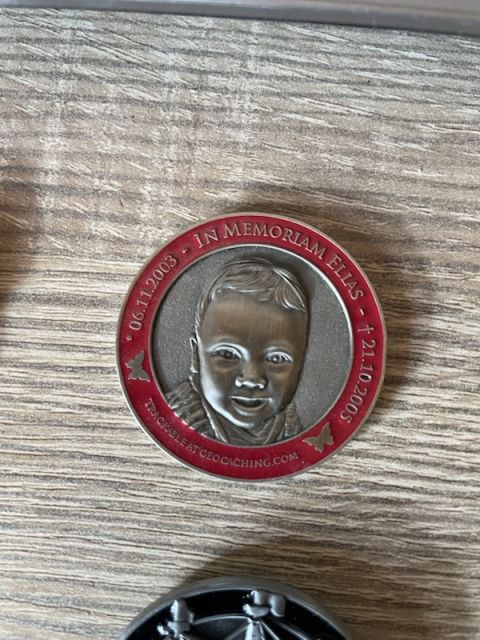 * 06.11.2003 - IN MEMORIAM ELIAS - † 21.10.2005
TRACKABLE AT GEOCACHING.COM